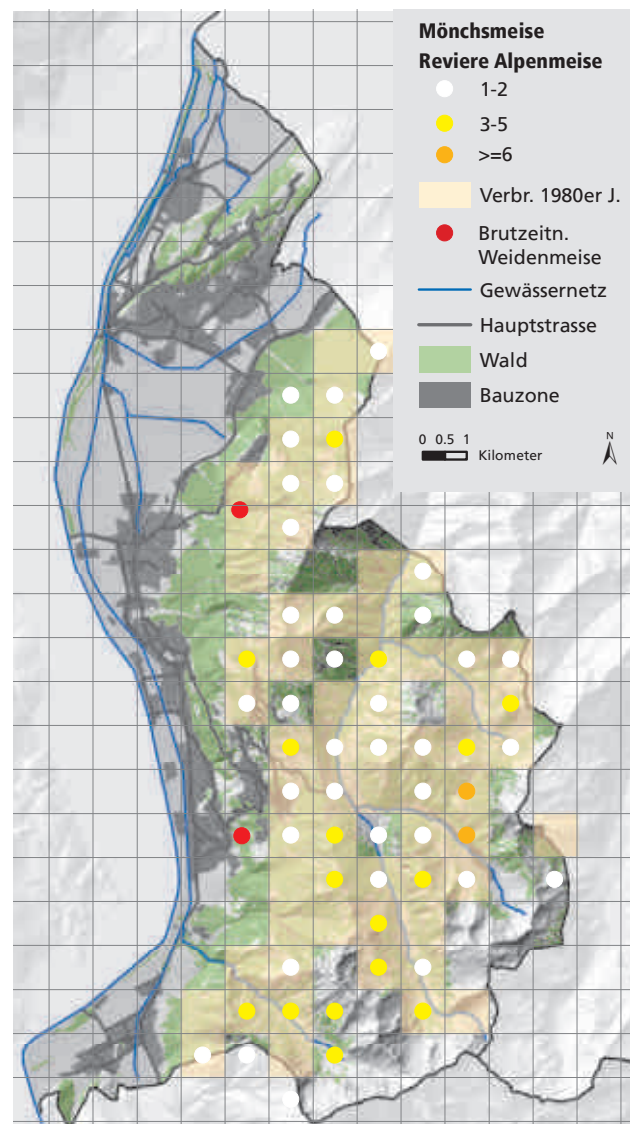 Mönchsmeise
Reviere Alpenmeise
1-2
3-5
>=6
Verbr. 1980er J.
Brutzeitn.
Weidenmeise
Gewässernetz
Hauptstrasse
Wald
Bauzone
0 0.5 1
Kilometer
N